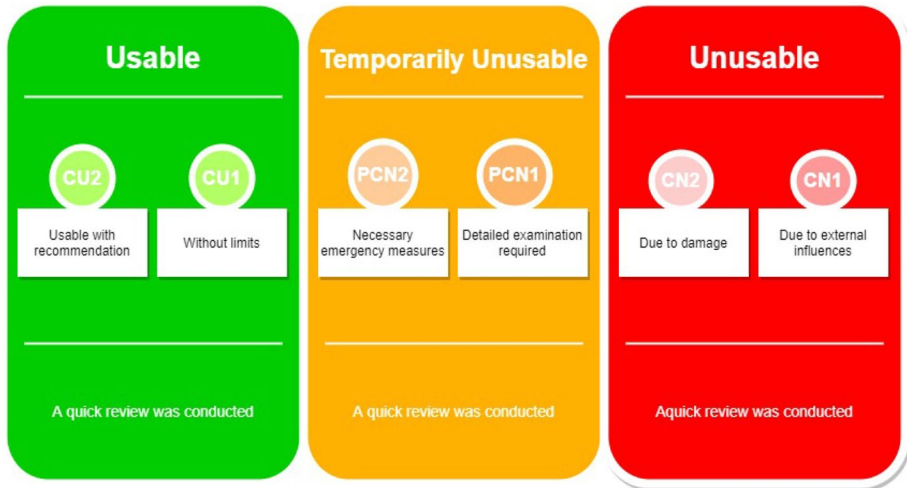 Usable
CU2
CU1
Usable with
recommendation
Without limits
A quick review was conducted
Temporarily Unusable
PCN2
PCN1
Necessary
emergency measures
Detailed examination
required
A quick review was conducted
Unusable
CN2
CN1
Due to damage
Due to external
influences
Aquick review was conducted